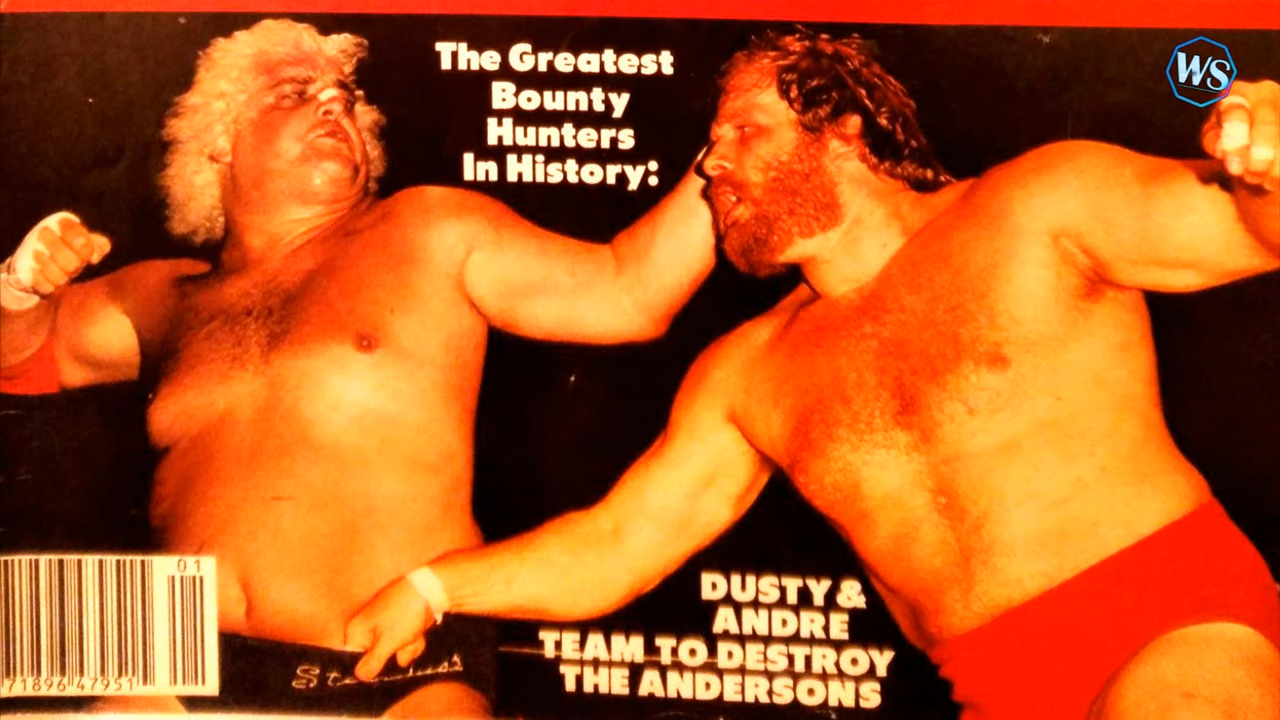 The Greatest
Bounty
Hunters
In History:
WS
DUSTY &
ANDRE
TEAM TO DESTROY
THE ANDERSONS
01
71896 47951